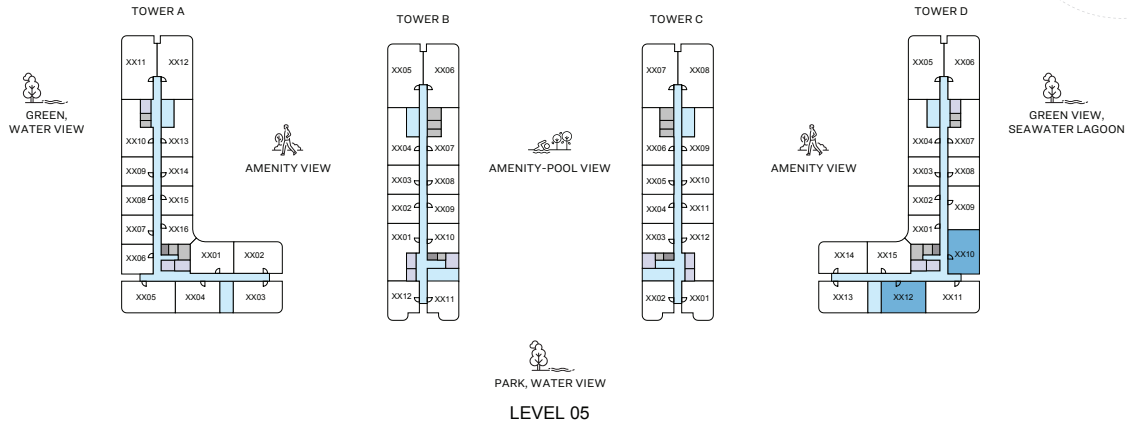 TOWER A
TOWER B
TOWER C
TOWER D
GREEN,
WATER VIEW
AMENITY VIEW
AMENITY-POOL VIEW
AMENITY VIEW
GREEN VIEW,
SEAWATER LAGOON
XX11 XX12
XX10 XX13
XX09 XX14
XX08 XX15
XX07 XX16
XX06 XX01 XX02
XX05 XX04 XX03
XX05 XX06
XX04 XX07
XX03 XX08
XX02 XX09
XX01 XX10
XX12 XX11
XX07 XX08
XX06 XX09
XX05 XX10
XX04 XX11
XX03 XX12
XX02 XX01
XX05 XX06
XX04 XX07
XX03 XX08
XX02 XX09
XX01
XX14 XX15 XX10
XX13 XX12 XX11
PARK, WATER VIEW
LEVEL 05